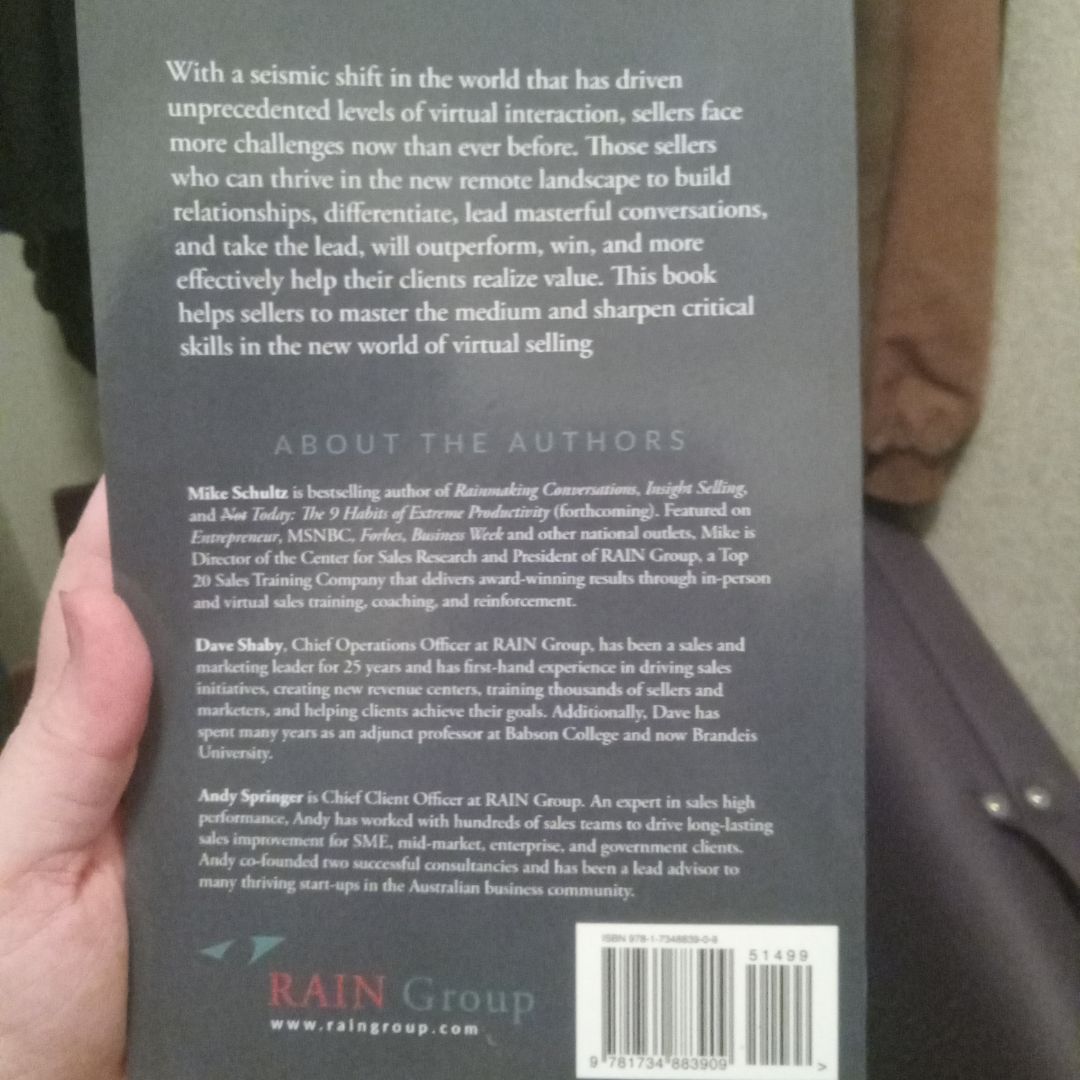 With a seismic shift in the world that has driven
unprecedented levels of virtual interaction, sellers face
more challenges now than ever before. Those sellers
who can thrive in the new remote landscape to build
relationships, differentiate, lead masterful conversations,
and take the lead, will outperform, win, and more
effectively help their clients realize value. This book
helps sellers to master the medium and sharpen critical
skills in the new world of virtual selling
ABOUT THE AUTHORS
Mike Schultz is bestselling author of Rainmaking Conversations, Insight Selling,
and Not Today: The 9 Habits of Extreme Productivity (forthcoming). Featured on
Entrepreneur, MSNBC, Forbes, Business Week and other national outlets, Mike is
Director of the Center for Sales Research and President of RAIN Group, a Top
20 Sales Training Company that delivers award-winning results through in-person
and virtual sales training, coaching, and reinforcement.
Dave Shaby, Chief Operations Officer at RAIN Group, has been a sales and
marketing leader for 25 years and has first-hand experience in driving sales
initiatives, creating new revenue centers, training thousands of sellers and
marketers, and helping clients achieve their goals. Additionally, Dave has
spent many years as an adjunct professor at Babson College and now Brandeis
University.
Andy Springer is Chief Client Officer at RAIN Group. An expert in sales high
performance, Andy has worked with hundreds of sales teams to drive long-lasting
sales improvement for SME, mid-market, enterprise, and government clients.
Andy co-founded two successful consultancies and has been a lead advisor to
many thriving start-ups in the Australian business community.
RAIN Group
www.raingroup.com
ISBN 978-1-7348839-0-9
51499
9 781734 883909 >